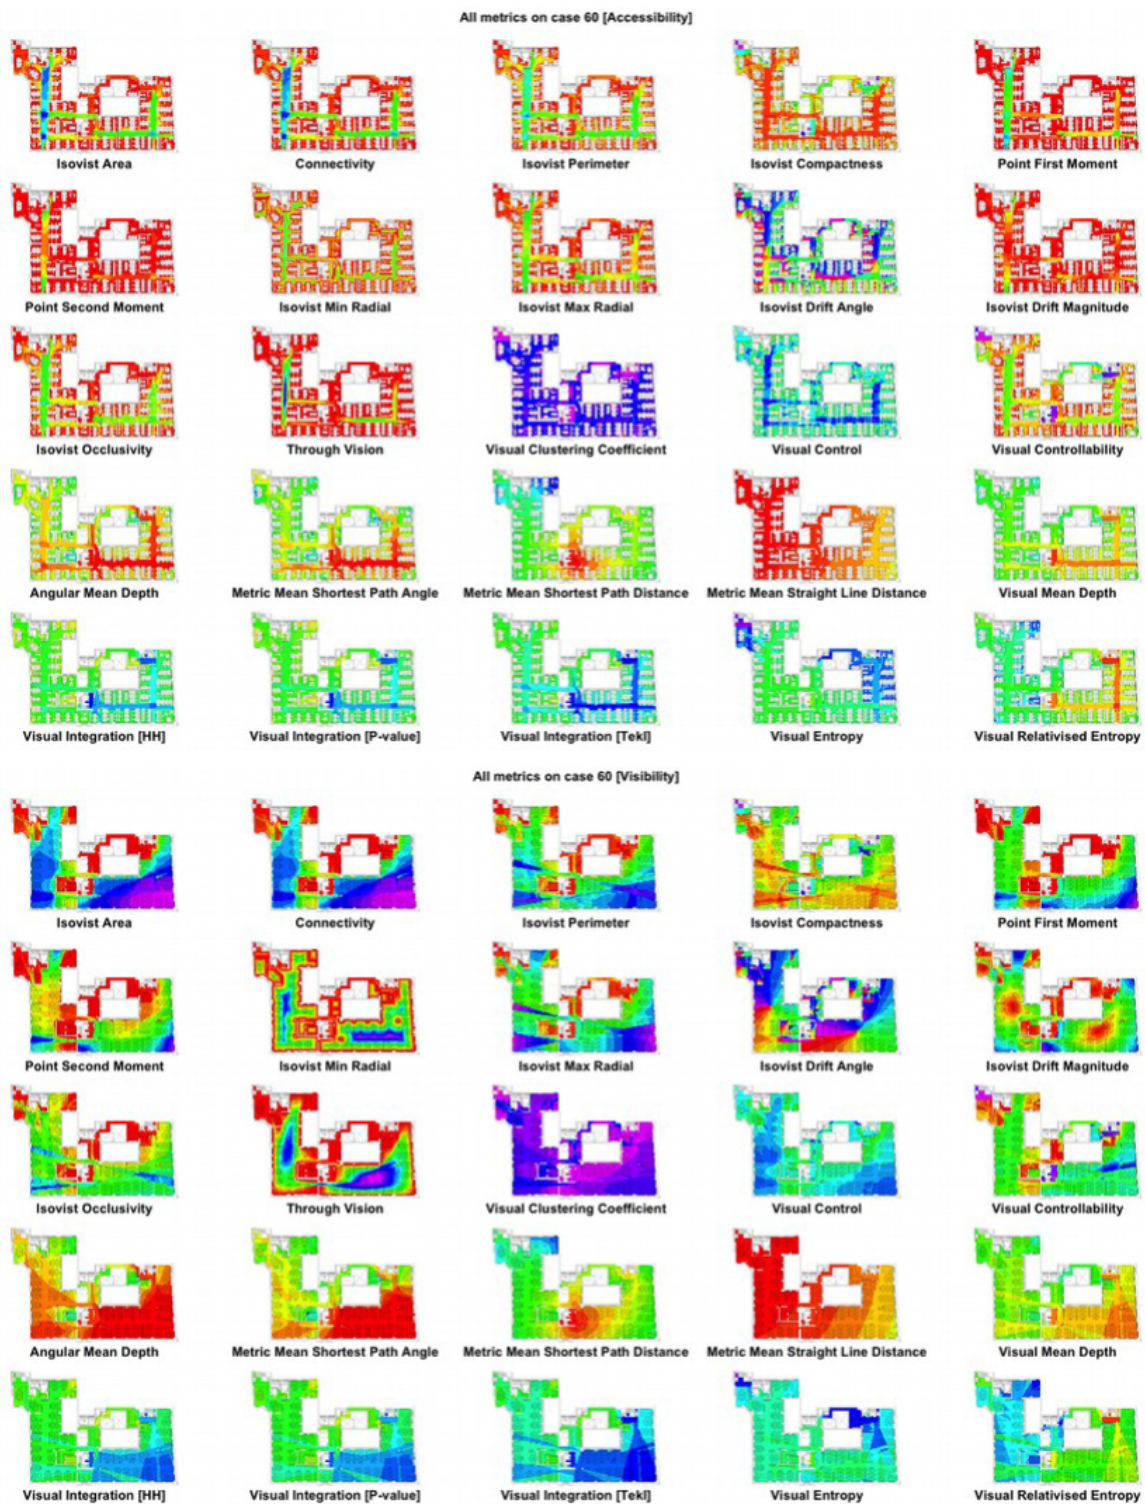 All metrics on case 60 [Accessibility]
Isovist Area Connectivity Isovist Perimeter Isovist Compactness Point First Moment
Point Second Moment Isovist Min Radial Isovist Max Radial Isovist Drift Angle Isovist Drift Magnitude
Isovist Occlusivity Through Vision Visual Clustering Coefficient Visual Control Visual Controllability
Angular Mean Depth Metric Mean Shortest Path Angle Metric Mean Shortest Path Distance Metric Mean Straight Line Distance Visual Mean Depth
Visual Integration [HH] Visual Integration [P-value] Visual Integration [Tekl] Visual Entropy Visual Relativised Entropy
All metrics on case 60 [Visibility]
Isovist Area Connectivity Isovist Perimeter Isovist Compactness Point First Moment
Point Second Moment Isovist Min Radial Isovist Max Radial Isovist Drift Angle Isovist Drift Magnitude
Isovist Occlusivity Through Vision Visual Clustering Coefficient Visual Control Visual Controllability
Angular Mean Depth Metric Mean Shortest Path Angle Metric Mean Shortest Path Distance Metric Mean Straight Line Distance Visual Mean Depth
Visual Integration [HH] Visual Integration [P-value] Visual Integration [Tekl] Visual Entropy Visual Relativised Entropy